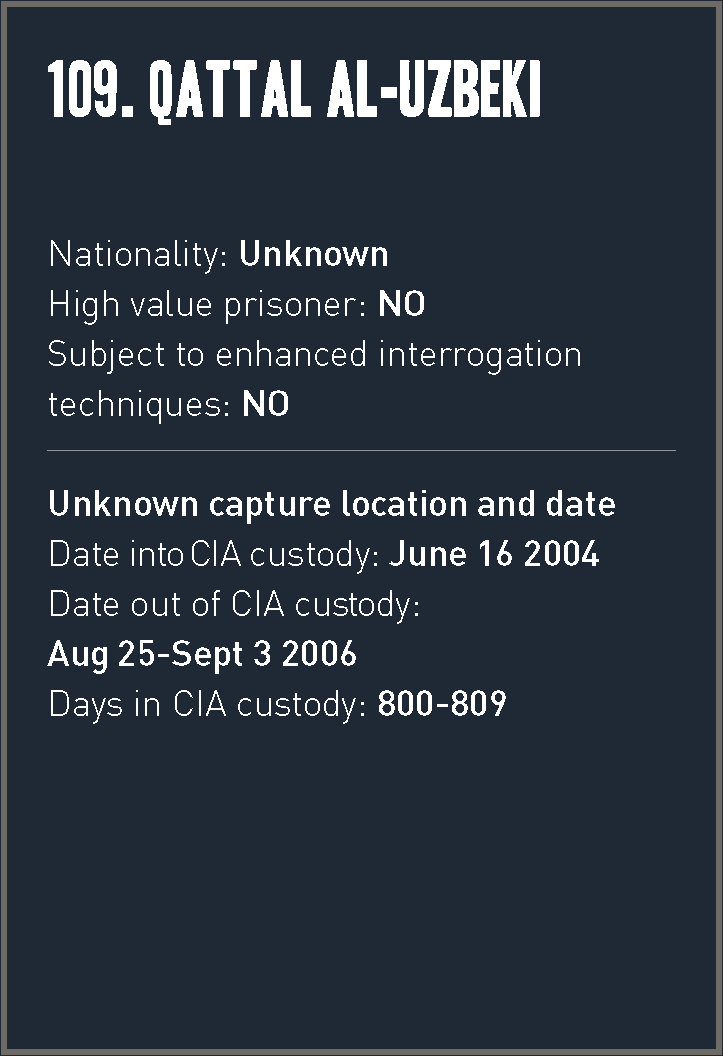 109. QATTAL AL-UZBEKI
Nationality: Unknown
High value prisoner: NO
Subject to enhanced interrogation
techniques: NO
Unknown capture location and date
Date into CIA custody: June 16 2004
Date out of CIA custody:
Aug 25-Sept 3 2006
Days in CIA custody: 800-809